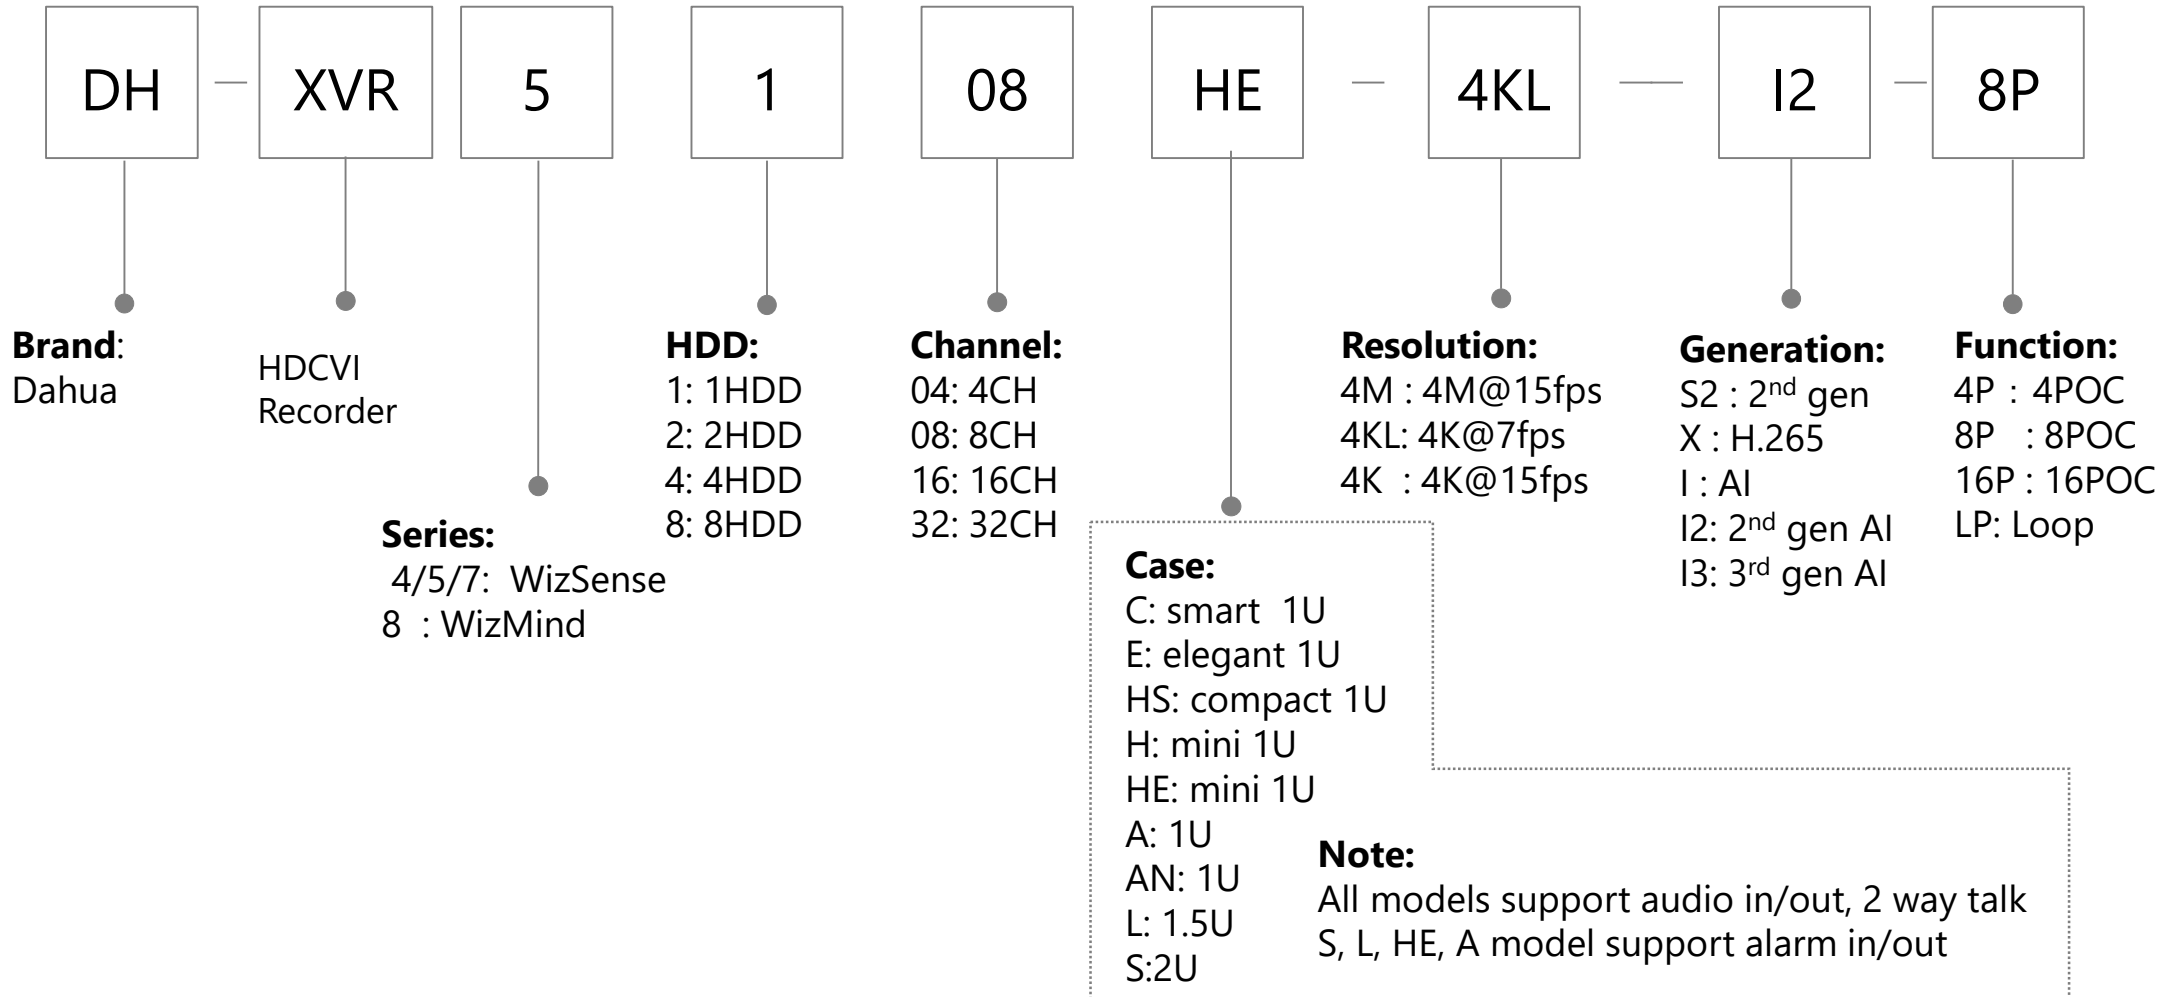 DH – XVR 5 1 08 HE – 4KL — I2 – 8P
Brand:
Dahua
HDCVI
Recorder
Series:
4/5/7: WizSense
8 : WizMind
HDD:
1: 1HDD
2: 2HDD
4: 4HDD
8: 8HDD
Channel:
04: 4CH
08: 8CH
16: 16CH
32: 32CH
Case:
C: smart 1U
E: elegant 1U
HS: compact 1U
H: mini 1U
HE: mini 1U
A: 1U
AN: 1U
L: 1.5U
S:2U
Note:
All models support audio in/out, 2 way talk
S, L, HE, A model support alarm in/out
Resolution:
4M : 4M@15fps
4KL: 4K@7fps
4K : 4K@15fps
Generation:
S2 : 2nd gen
X : H.265
I : AI
I2: 2nd gen AI
I3: 3rd gen AI
Function:
4P : 4POC
8P : 8POC
16P : 16POC
LP: Loop